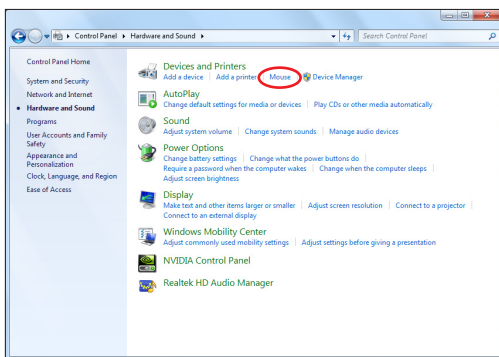 Control Panel ▸ Hardware and Sound ▸
Search Control Panel
Control Panel Home
System and Security
Network and Internet
Hardware and Sound
Programs
User Accounts and Family
Safety
Appearance and
Personalization
Clock, Language, and Region
Ease of Access
Devices and Printers
Add a device | Add a printer | Mouse | Device Manager
AutoPlay
Change default settings for media or devices | Play CDs or other media automatically
Sound
Adjust system volume | Change system sounds | Manage audio devices
Power Options
Change battery settings | Change what the power buttons do |
Require a password when the computer wakes | Change when the computer sleeps |
Adjust screen brightness
Display
Make text and other items larger or smaller | Adjust screen resolution | Connect to a projector |
Connect to an external display
Windows Mobility Center
Adjust commonly used mobility settings | Adjust settings before giving a presentation
NVIDIA Control Panel
Realtek HD Audio Manager